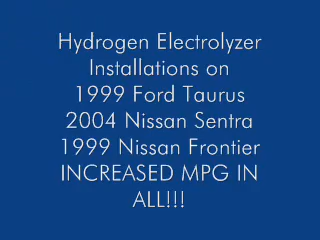 Hydrogen Electrolyzer
Installations on
1999 Ford Taurus
2004 Nissan Sentra
1999 Nissan Frontier
INCREASED MPG IN
ALL!!!